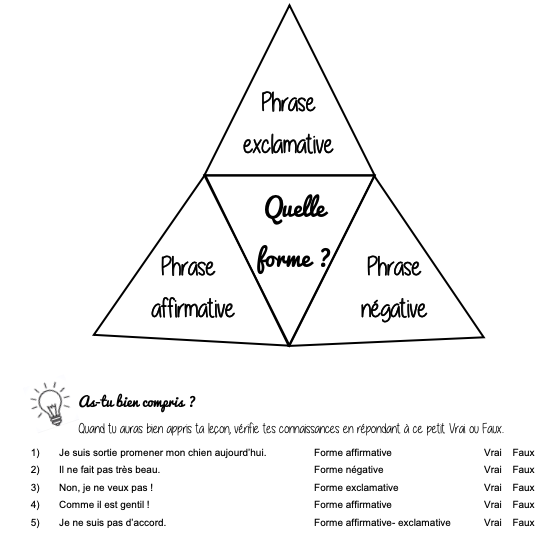 Phrase
exclamative
Quelle
forme ?
Phrase
affirmative
Phrase
négative
As-tu bien compris ?
Quand tu auras bien appris ta leçon, vérifie tes connaissances en répondant à ce petit Vrai ou Faux.
1) Je suis sortie promener mon chien aujourd'hui. Forme affirmative Vrai Faux
2) Il ne fait pas très beau. Forme négative Vrai Faux
3) Non, je ne veux pas ! Forme exclamative Vrai Faux
4) Comme il est gentil ! Forme affirmative Vrai Faux
5) Je ne suis pas d'accord. Forme affirmative- exclamative Vrai Faux